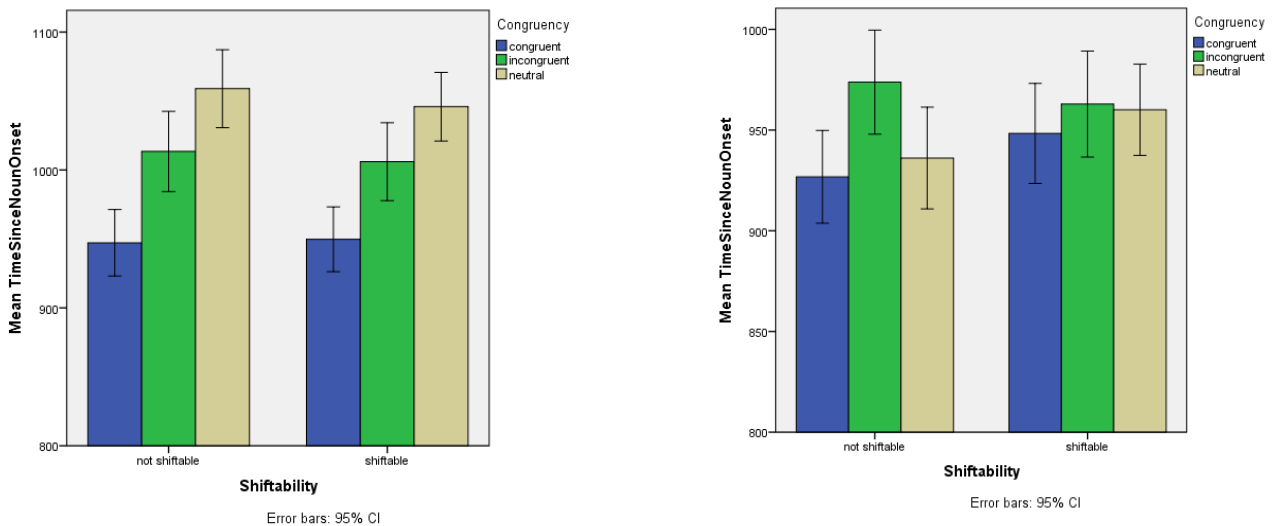 1100
1000
900
800
Mean TimeSinceNounOnset
not shiftable
shiftable
Shiftability
Error bars: 95% CI
Congruency
congruent
incongruent
neutral
1000
950
900
850
800
Mean TimeSinceNounOnset
not shiftable
shiftable
Shiftability
Error bars: 95% CI
Congruency
congruent
incongruent
neutral